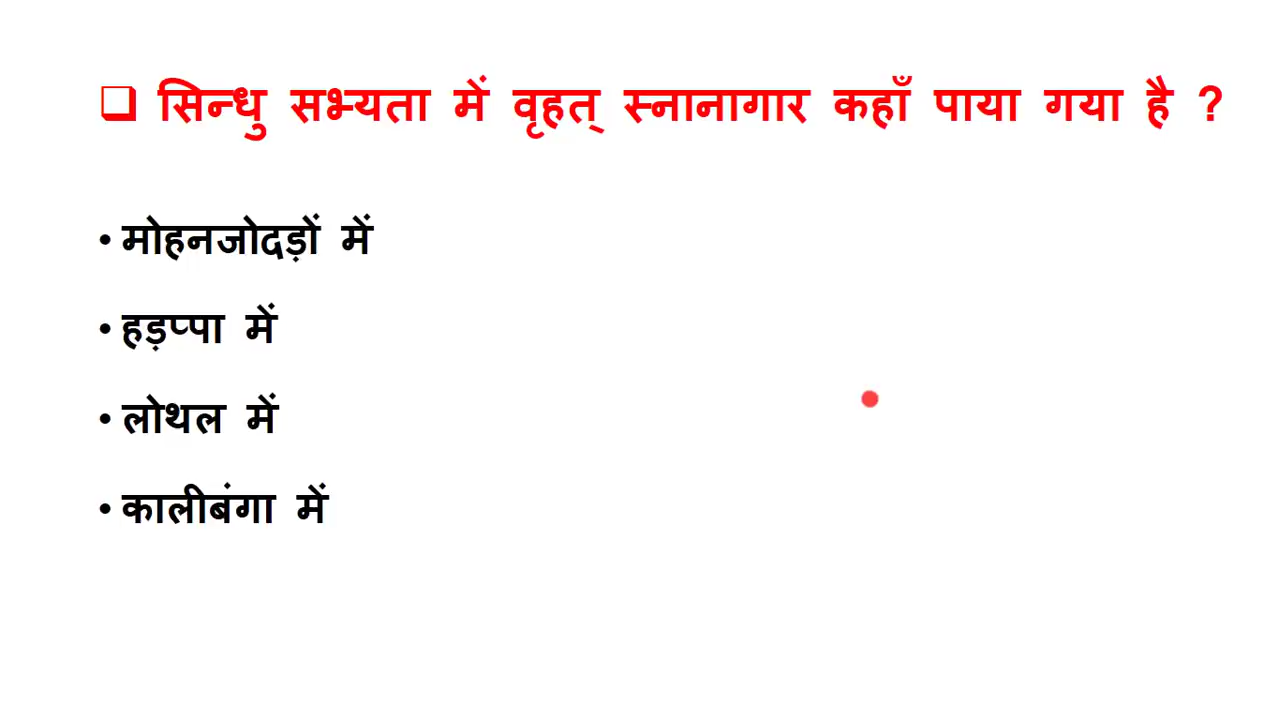 ❑ सिन्धु सभ्यता में वृहत् स्नानागार कहाँ पाया गया है ?
• मोहनजोदड़ों में
• हड़प्पा में
• लोथल में
• कालीबंगा में